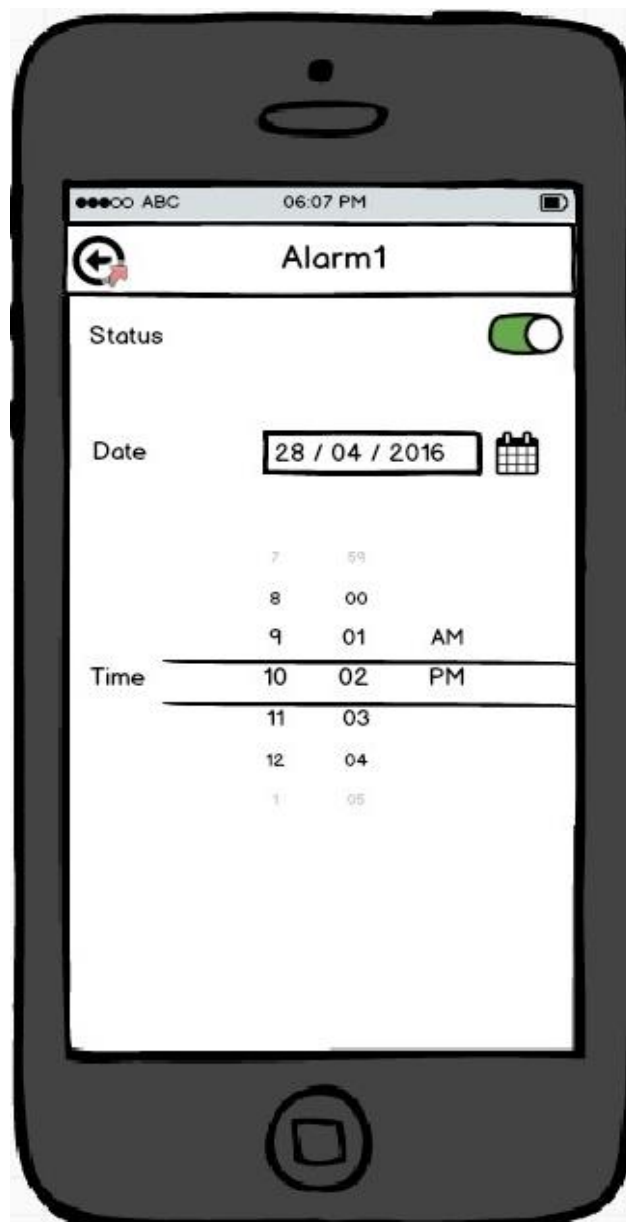 ABC 06:07 PM
Alarm1
Status
Date 28 / 04 / 2016
7 59
8 00
9 01 AM
Time 10 02 PM
11 03
12 04
1 05